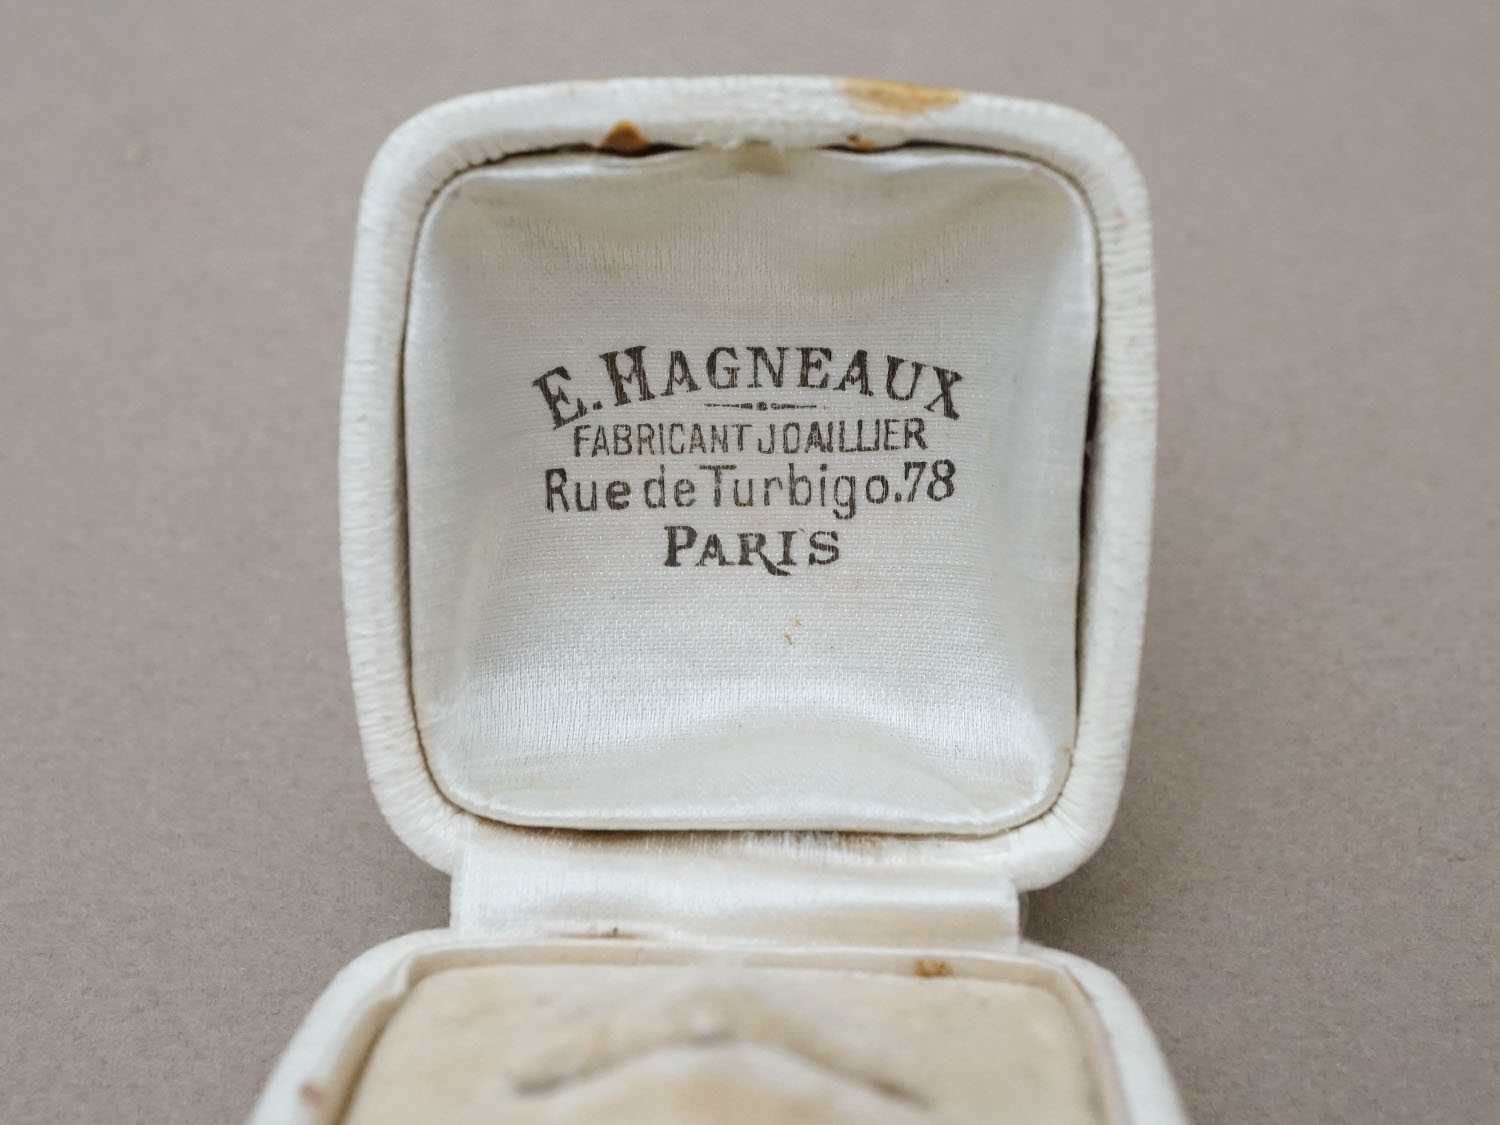 E. HAGNEAUX
FABRICANT JOAILLIER
Rue de Turbigo. 78
PARIS